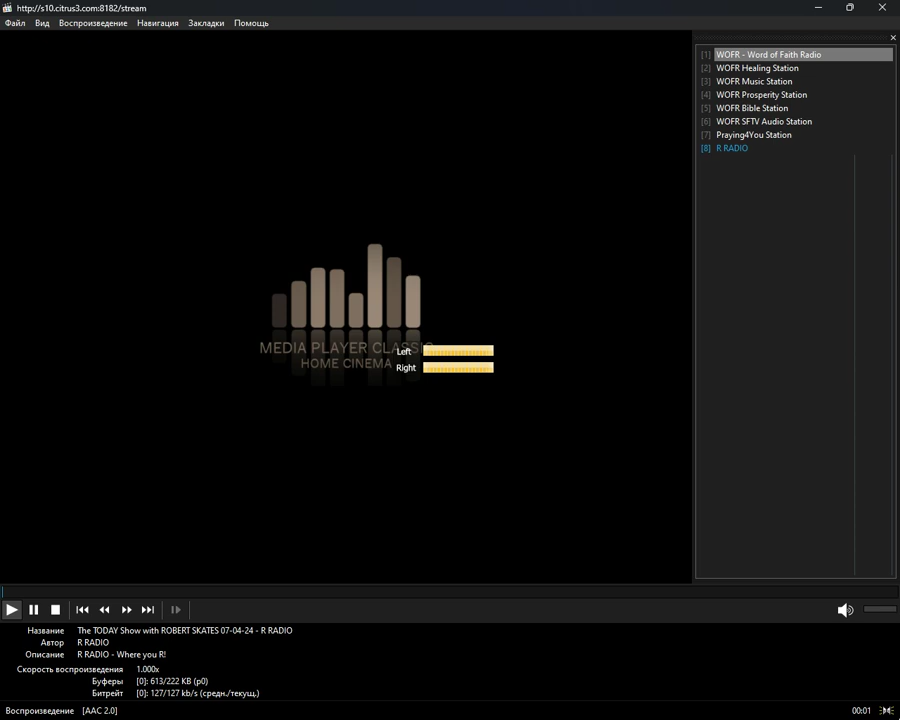 http://s10.citrus3.com:8182/stream
Файл Вид Воспроизведение Навигация Закладки Помощь
[1] WOFR - Word of Faith Radio
[2] WOFR Healing Station
[3] WOFR Music Station
[4] WOFR Prosperity Station
[5] WOFR Bible Station
[6] WOFR SFTV Audio Station
[7] Praying4You Station
[8] R RADIO
MEDIA PLAYER CLASSIC
HOME CINEMA
Left
Right
Название The TODAY Show with ROBERT SKATES 07-04-24 - R RADIO
Автор R RADIO
Описание R RADIO - Where you R!
Скорость воспроизведения 1.000x
Буферы [0]: 613/222 KB (p0)
Битрейт [0]: 127/127 kb/s (средн./текущ.)
Воспроизведение [AAC 2.0] 00:01